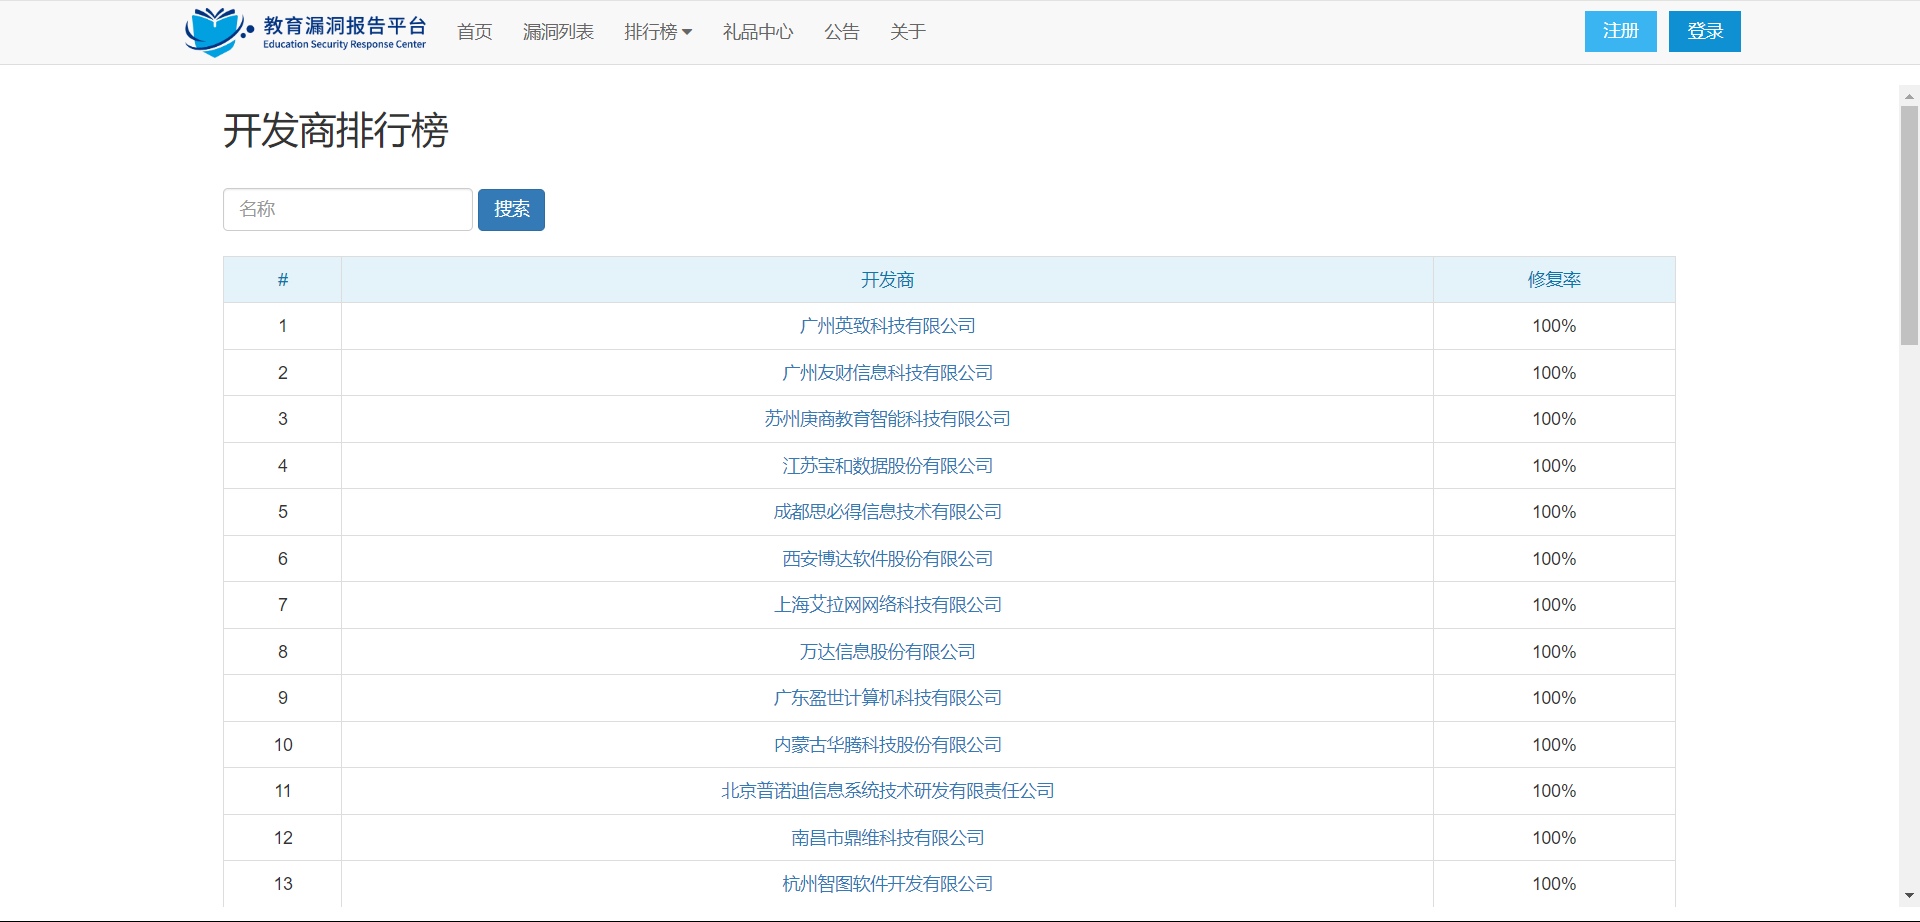 教育漏洞报告平台
Education Security Response Center
首页 漏洞列表 排行榜 礼品中心 公告 关于 注册 登录
开发商排行榜
名称 搜索
# 开发商 修复率
1 广州英致科技有限公司 100%
2 广州友财信息科技有限公司 100%
3 苏州庚商教育智能科技有限公司 100%
4 江苏宝和数据股份有限公司 100%
5 成都思必得信息技术有限公司 100%
6 西安博达软件股份有限公司 100%
7 上海艾拉网网络科技有限公司 100%
8 万达信息股份有限公司 100%
9 广东盈世计算机科技有限公司 100%
10 内蒙古华腾科技股份有限公司 100%
11 北京普诺迪信息系统技术研发有限责任公司 100%
12 南昌市鼎维科技有限公司 100%
13 杭州智图软件开发有限公司 100%